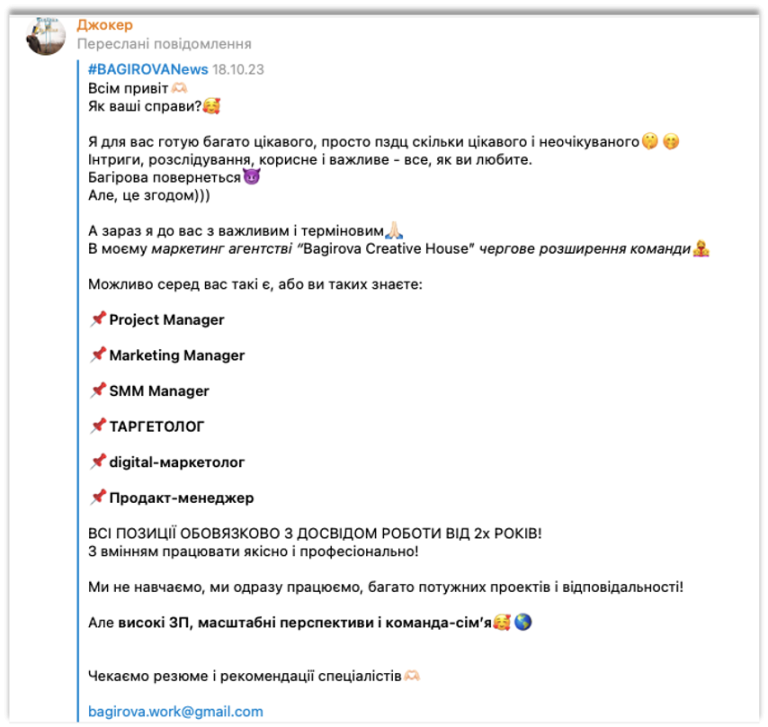 Джокер
Переслані повідомлення
#BAGIROVANews 18.10.23
Всім привіт🫶🏻
Як ваші справи?🥰
Я для вас готую багато цікавого, просто пздц скільки цікавого і неочікуваного🤫 🤭
Інтриги, розслідування, корисне і важливе - все, як ви любите.
Багірова повернеться😈
Але, це згодом)))
А зараз я до вас з важливим і терміновим🙏🏻
В моєму маркетинг агентстві “Bagirova Creative House” чергове розширення команди🤱
Можливо серед вас такі є, або ви таких знаєте:
📌Project Manager
📌Marketing Manager
📌SMM Manager
📌ТАРГЕТОЛОГ
📌digital-маркетолог
📌Продакт-менеджер
ВСІ ПОЗИЦІЇ ОБОВЯЗКОВО З ДОСВІДОМ РОБОТИ ВІД 2х РОКІВ!
З вмінням працювати якісно і професіонально!
Ми не навчаємо, ми одразу працюємо, багато потужних проектів і відповідальності!
Але високі ЗП, масштабні перспективи і команда-сім’я🥰 🌎
Чекаємо резюме і рекомендації спеціалістів🫶🏻
bagirova.work@gmail.com